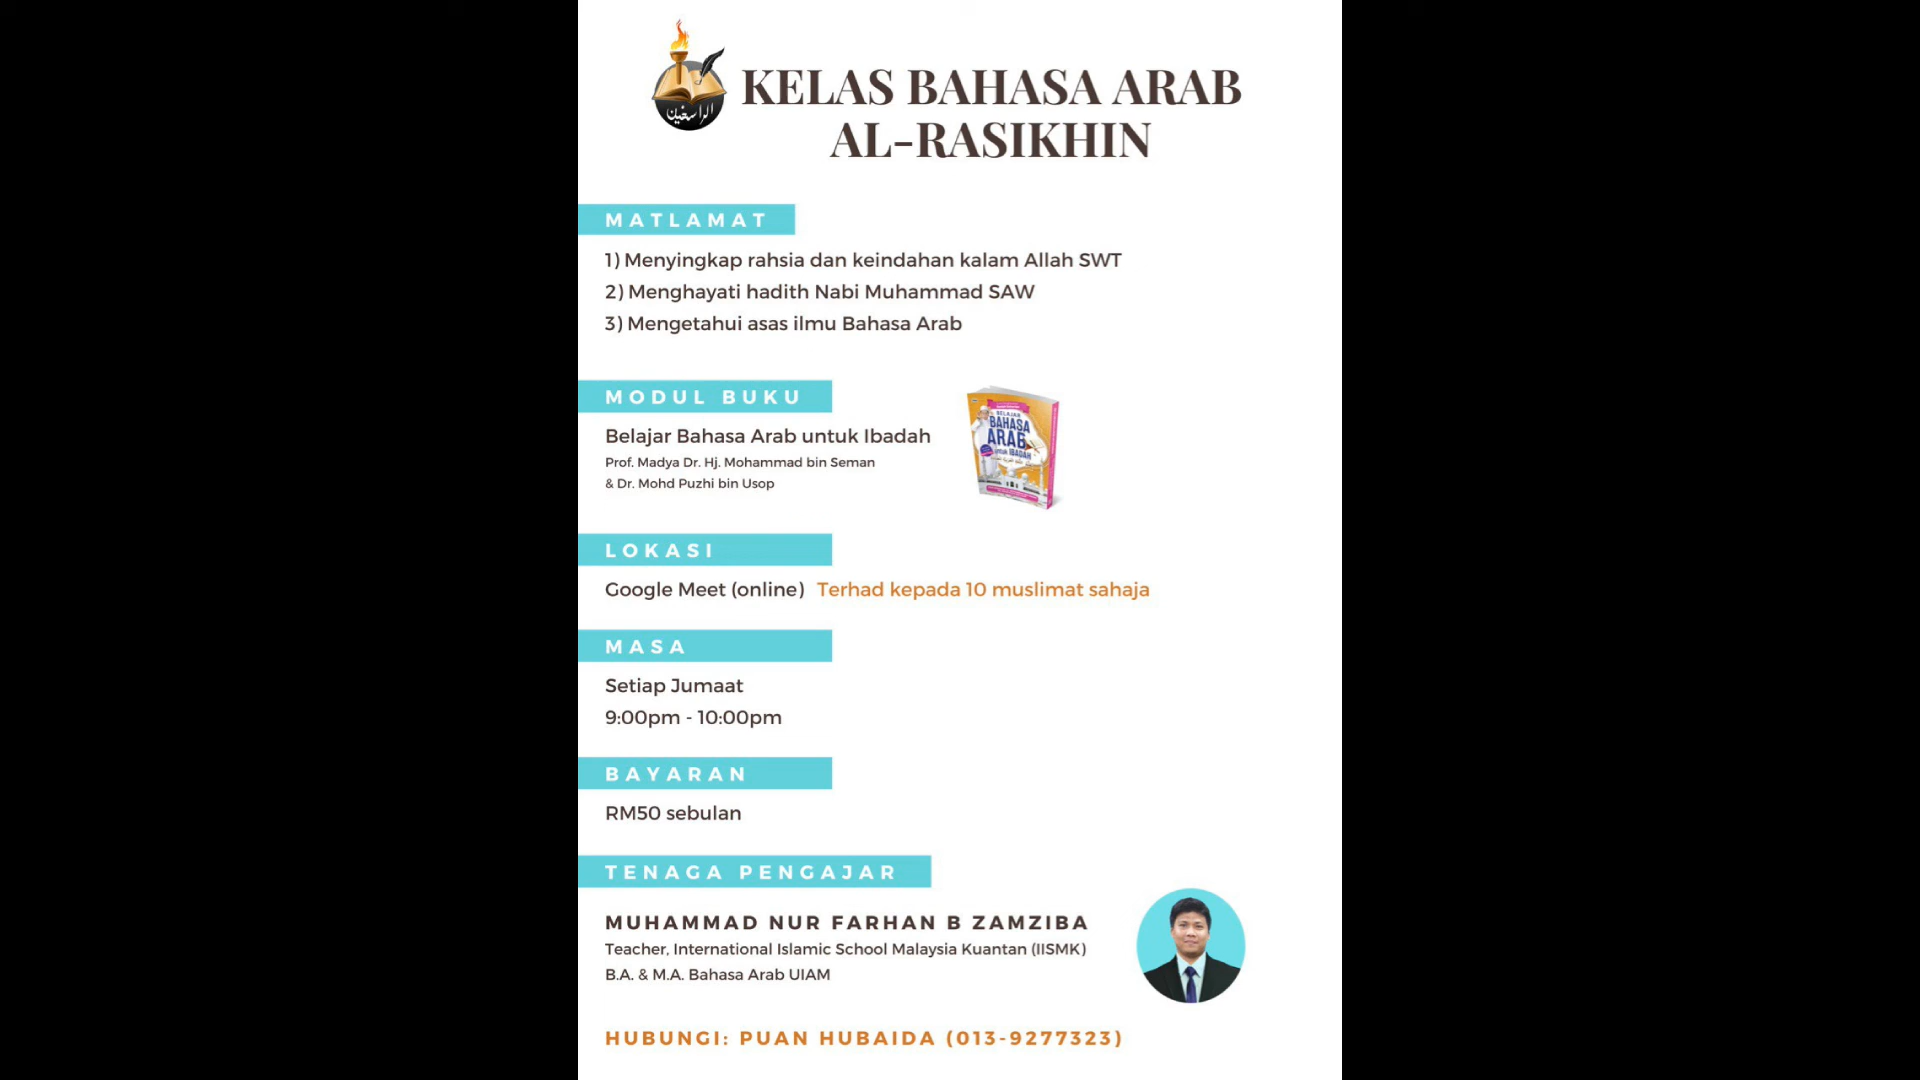 الراسخين
KELAS BAHASA ARAB
AL-RASIKHIN
MATLAMAT
1) Menyingkap rahsia dan keindahan kalam Allah SWT
2) Menghayati hadith Nabi Muhammad SAW
3) Mengetahui asas ilmu Bahasa Arab
MODUL BUKU
Belajar Bahasa Arab untuk Ibadah
Prof. Madya Dr. Hj. Mohammad bin Seman
& Dr. Mohd Puzhi bin Usop
BELAJAR
BAHASA
ARAB
untuk IBADAH
LOKASI
Google Meet (online) Terhad kepada 10 muslimat sahaja
MASA
Setiap Jumaat
9:00pm - 10:00pm
BAYARAN
RM50 sebulan
TENAGA PENGAJAR
MUHAMMAD NUR FARHAN B ZAMZIBA
Teacher, International Islamic School Malaysia Kuantan (IISMK)
B.A. & M.A. Bahasa Arab UIAM
HUBUNGI: PUAN HUBAIDA (013-9277323)